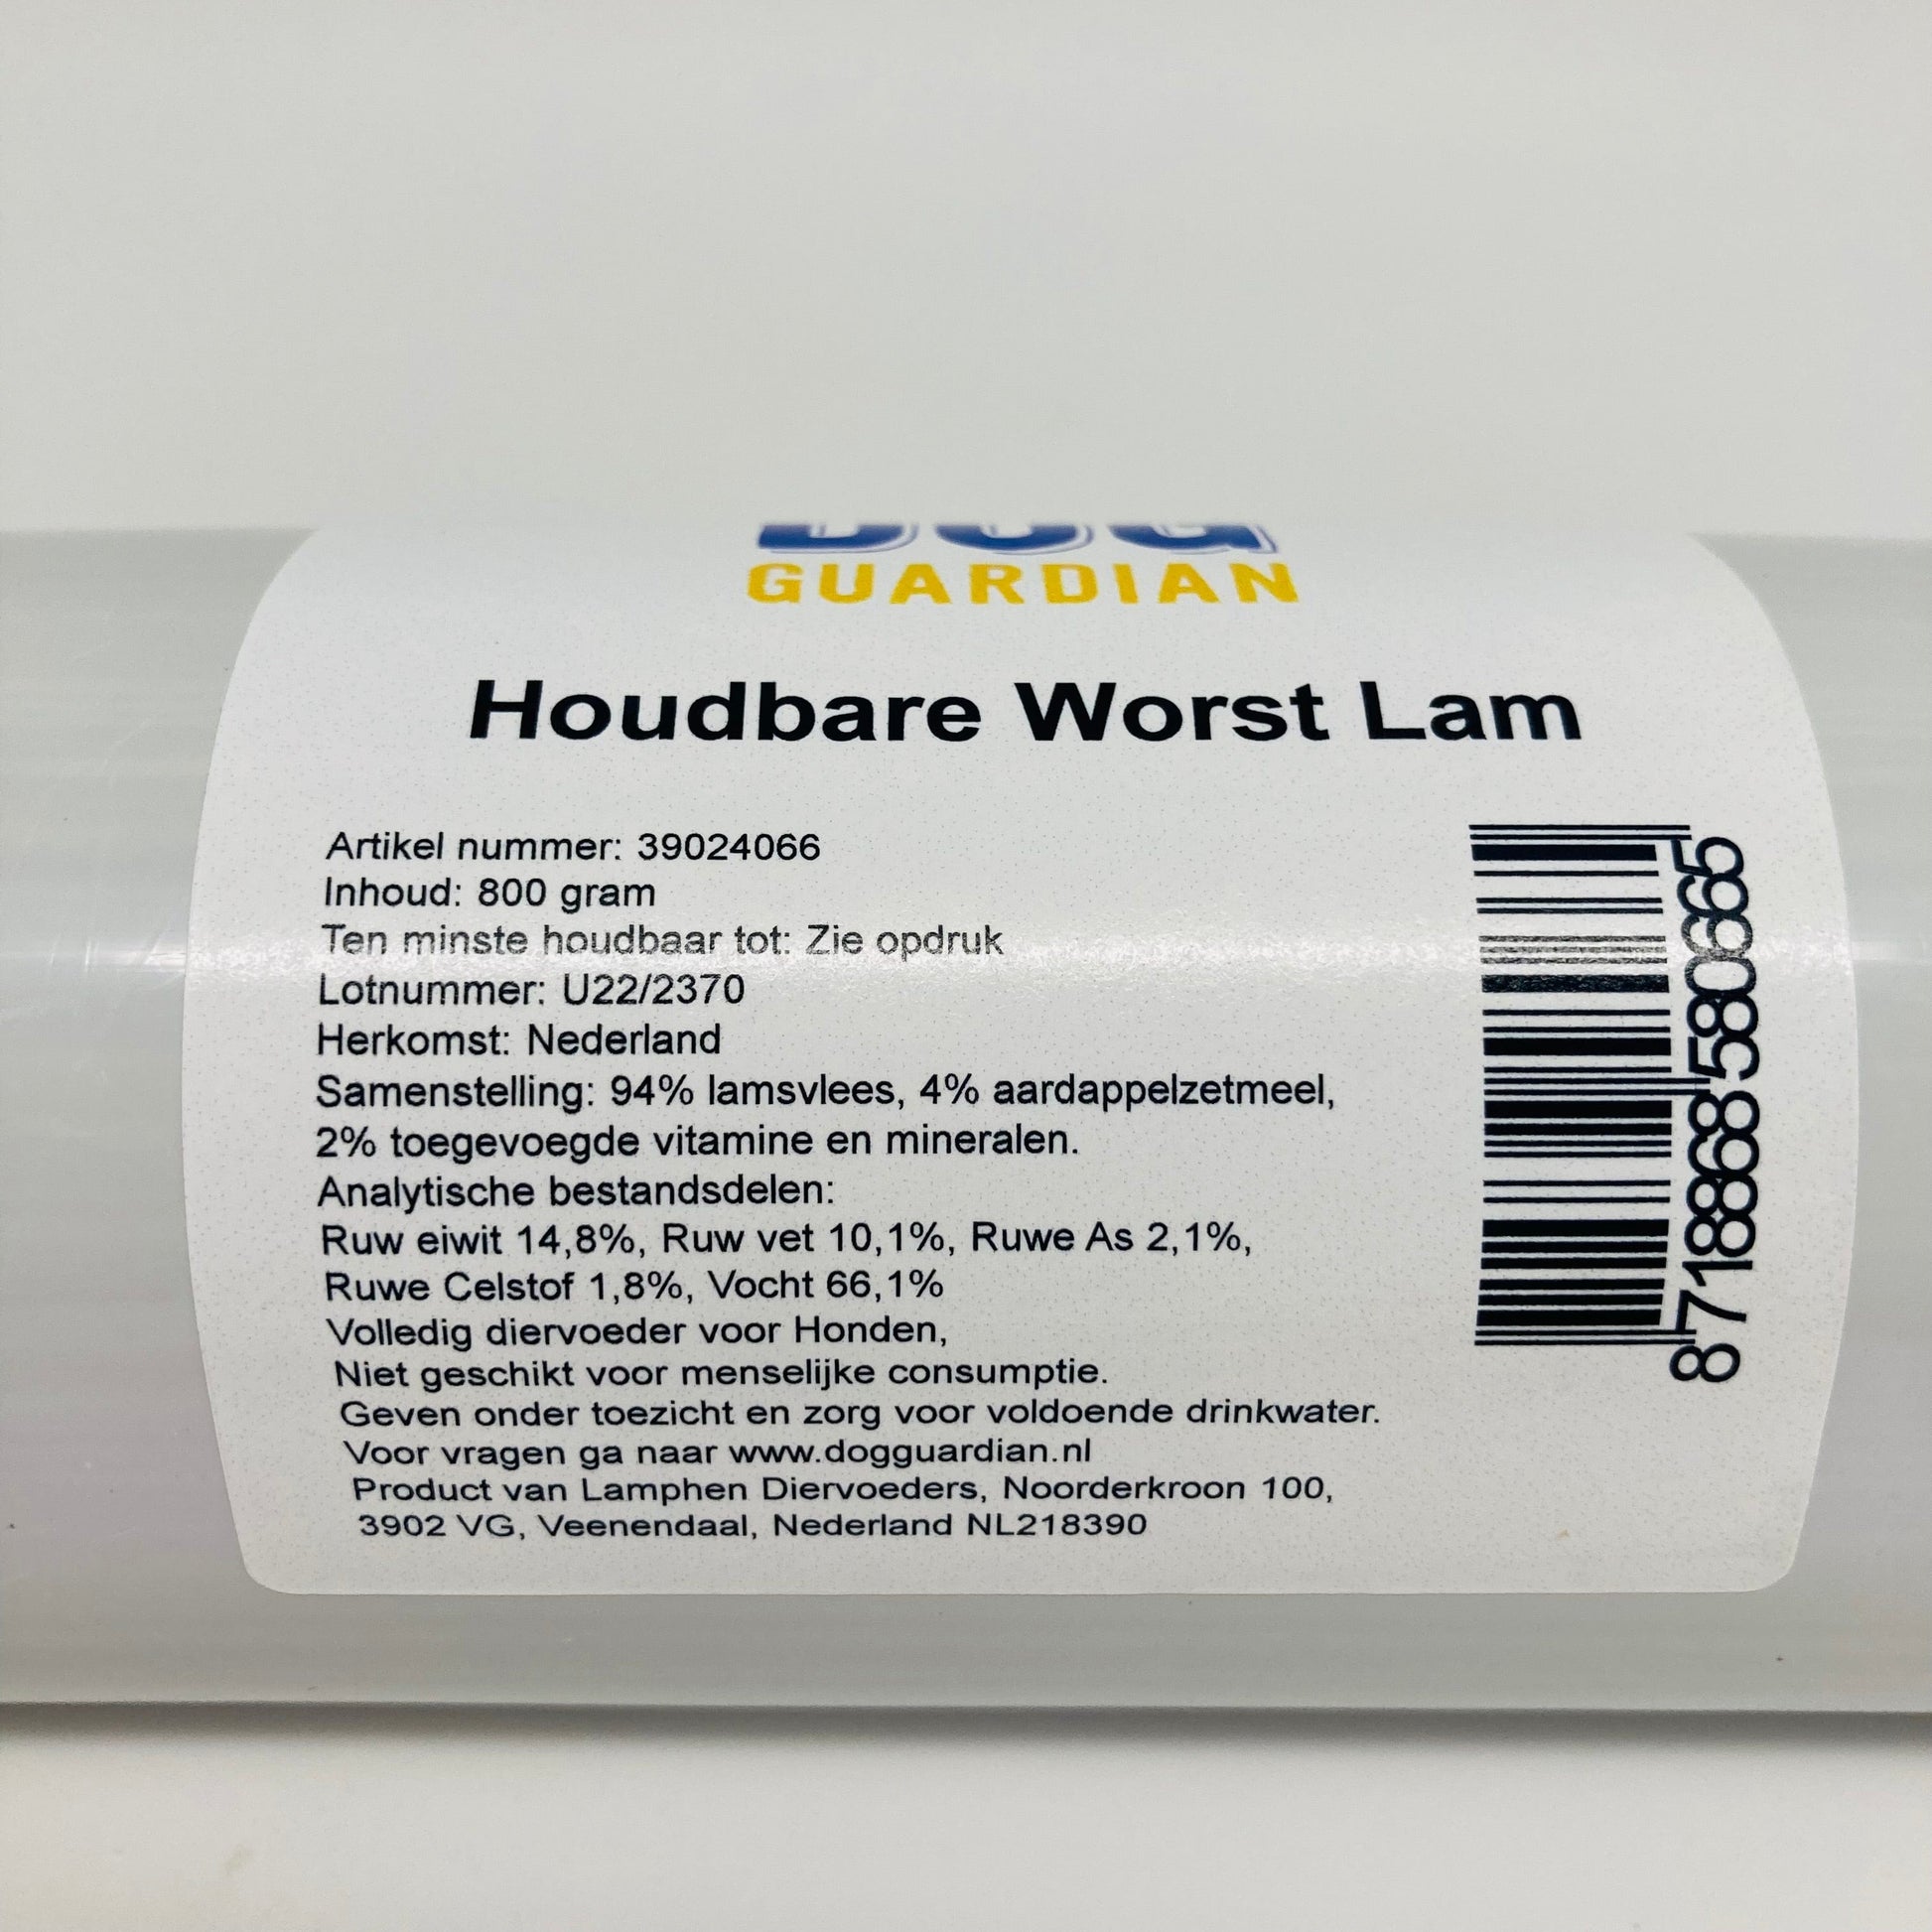 DOG
GUARDIAN
Houdbare Worst Lam
Artikel nummer: 39024066
Inhoud: 800 gram
Ten minste houdbaar tot: Zie opdruk
Lotnummer: U22/2370
Herkomst: Nederland
Samenstelling: 94% lamsvlees, 4% aardappelzetmeel,
2% toegevoegde vitamine en mineralen.
Analytische bestandsdelen:
Ruw eiwit 14,8%, Ruw vet 10,1%, Ruwe As 2,1%,
Ruwe Celstof 1,8%, Vocht 66,1%
Volledig diervoeder voor Honden,
Niet geschikt voor menselijke consumptie.
Geven onder toezicht en zorg voor voldoende drinkwater.
Voor vragen ga naar www.dogguardian.nl
Product van Lamphen Diervoeders, Noorderkroon 100,
3902 VG, Veenendaal, Nederland NL218390
8718868580665